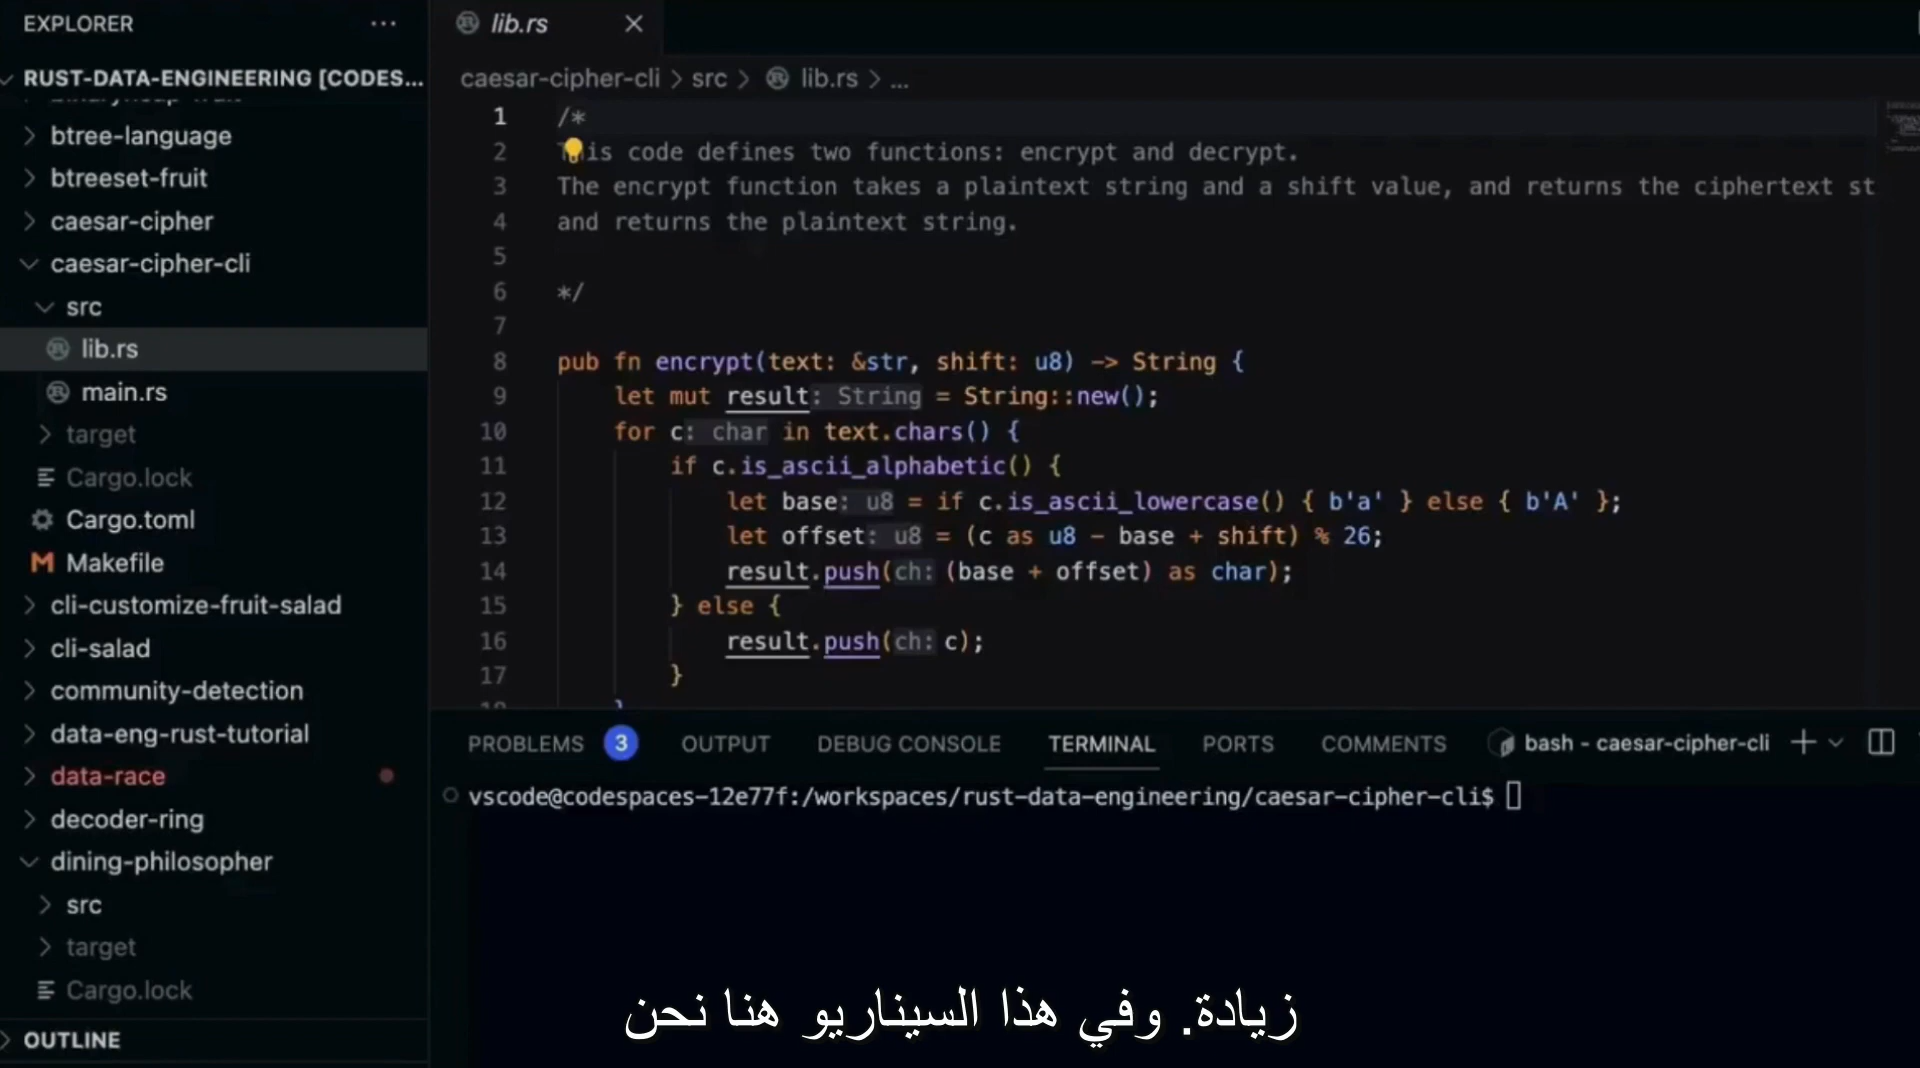 EXPLORER
RUST-DATA-ENGINEERING [CODES...
btree-language
btreeset-fruit
caesar-cipher
caesar-cipher-cli
src
lib.rs
main.rs
target
Cargo.lock
Cargo.toml
Makefile
cli-customize-fruit-salad
cli-salad
community-detection
data-eng-rust-tutorial
data-race
decoder-ring
dining-philosopher
src
target
Cargo.lock
OUTLINE
lib.rs
caesar-cipher-cli > src > lib.rs > ...
1 /*
2 is code defines two functions: encrypt and decrypt.
3 The encrypt function takes a plaintext string and a shift value, and returns the ciphertext st
4 and returns the plaintext string.
5
6 */
7
8 pub fn encrypt(text: &str, shift: u8) -> String {
9 let mut result: String = String::new();
10 for c: char in text.chars() {
11 if c.is_ascii_alphabetic() {
12 let base: u8 = if c.is_ascii_lowercase() { b'a' } else { b'A' };
13 let offset: u8 = (c as u8 - base + shift) % 26;
14 result.push(ch: (base + offset) as char);
15 } else {
16 result.push(ch: c);
17 }
PROBLEMS 3 OUTPUT DEBUG CONSOLE TERMINAL PORTS COMMENTS bash - caesar-cipher-cli
vscode@codespaces-12e77f:/workspaces/rust-data-engineering/caesar-cipher-cli$
زيادة. وفي هذا السيناريو هنا نحن